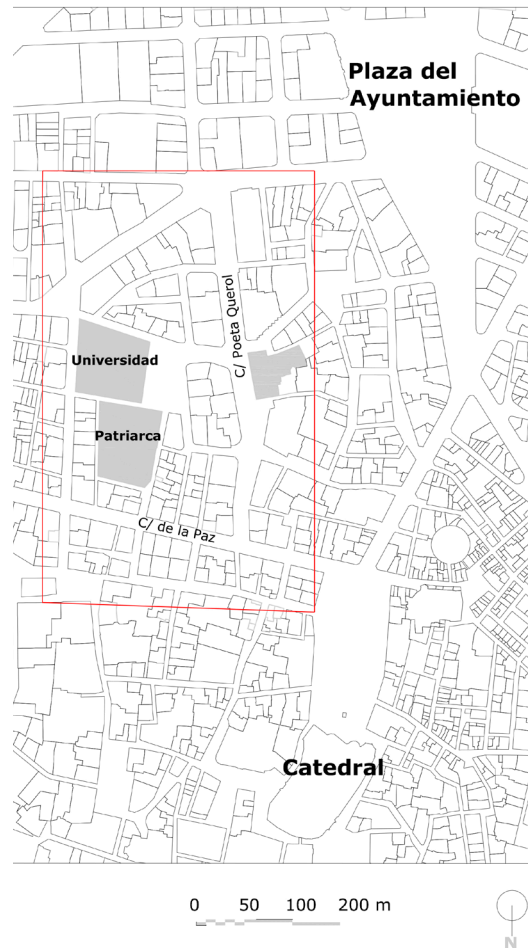 Plaza del
Ayuntamiento
C/ Poeta Querol
Universidad
Patriarca
C/ de la Paz
Catedral
0 50 100 200 m
N